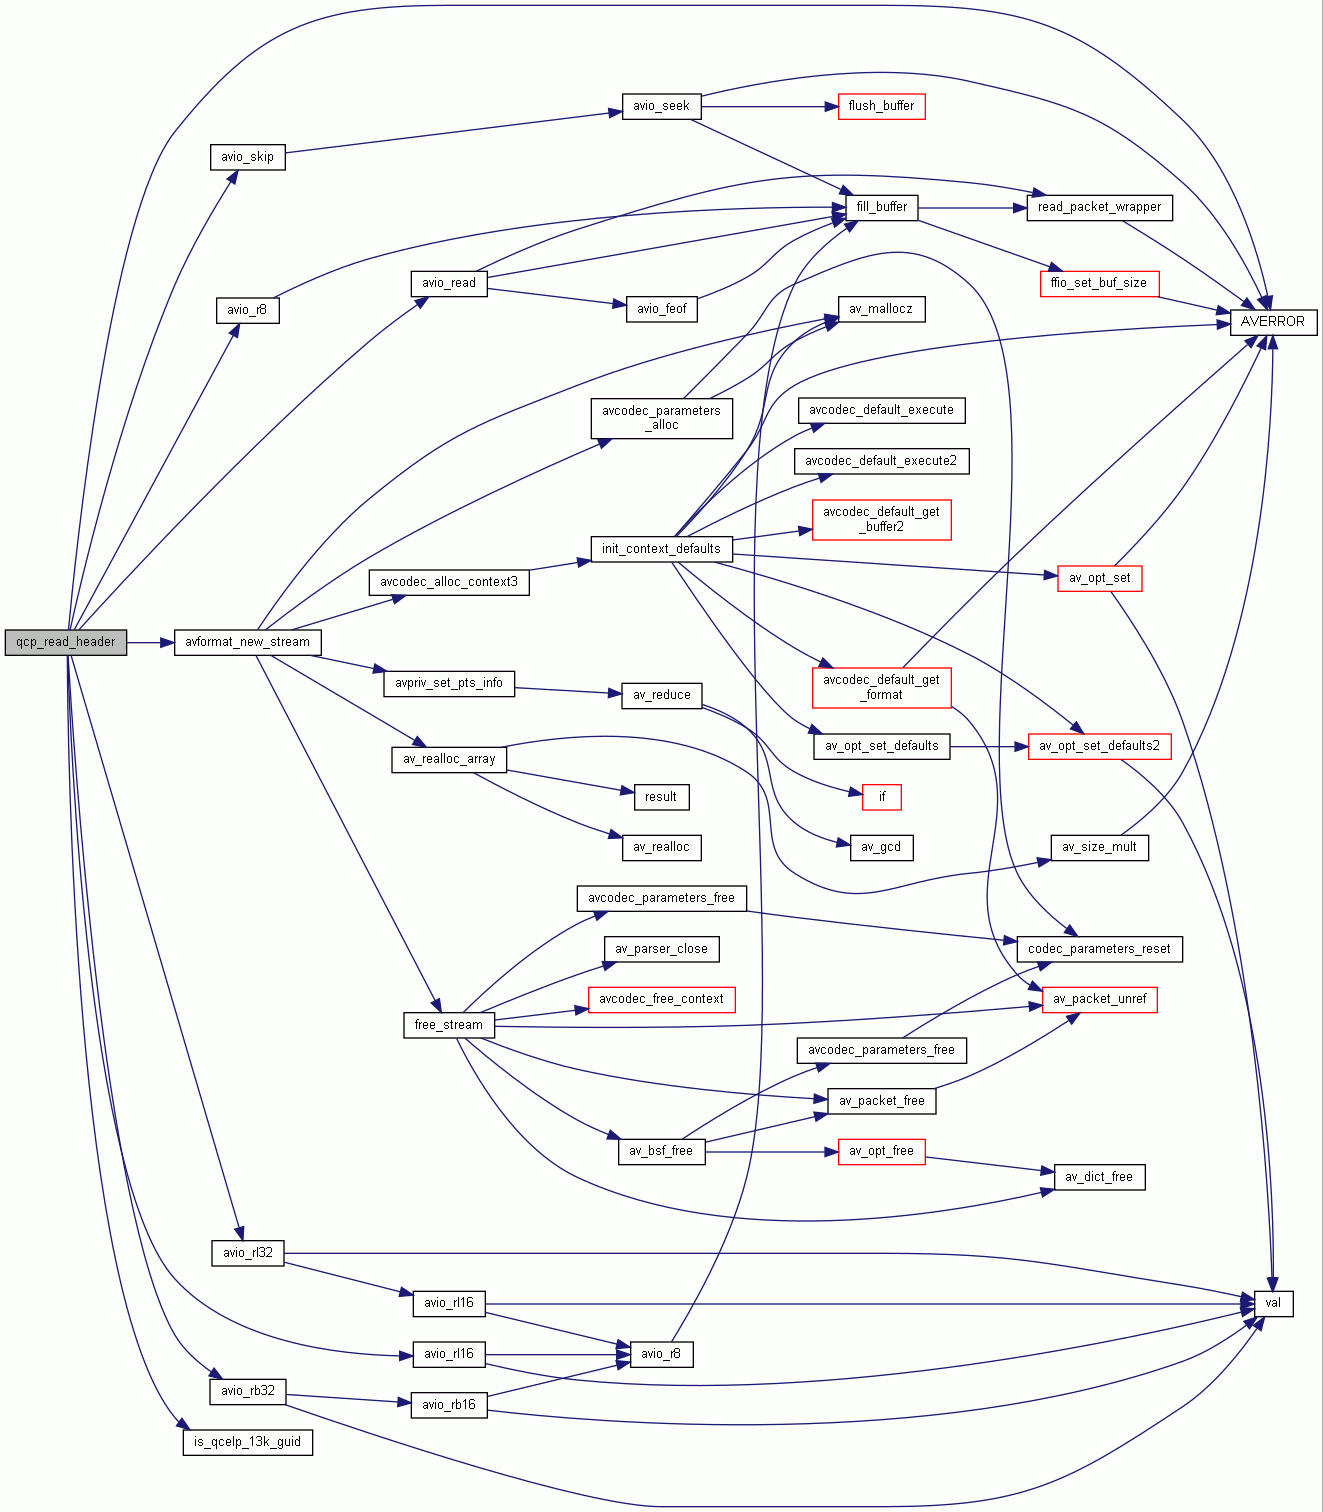 avio_seek
flush_buffer
avio_skip
fill_buffer
read_packet_wrapper
avio_read
ffio_set_buf_size
avio_r8
avio_feof
av_mallocz
AVERROR
avcodec_parameters
_alloc
avcodec_default_execute
avcodec_default_execute2
avcodec_default_get
_buffer2
init_context_defaults
avcodec_alloc_context3
av_opt_set
qcp_read_header
avformat_new_stream
avpriv_set_pts_info
av_reduce
avcodec_default_get
_format
av_opt_set_defaults
av_opt_set_defaults2
av_realloc_array
result
if
av_realloc
av_gcd
av_size_mult
avcodec_parameters_free
av_parser_close
codec_parameters_reset
avcodec_free_context
av_packet_unref
free_stream
avcodec_parameters_free
av_packet_free
av_bsf_free
av_opt_free
av_dict_free
avio_rl32
avio_rl16
val
avio_rl16
avio_r8
avio_rb32
avio_rb16
is_qcelp_13k_guid